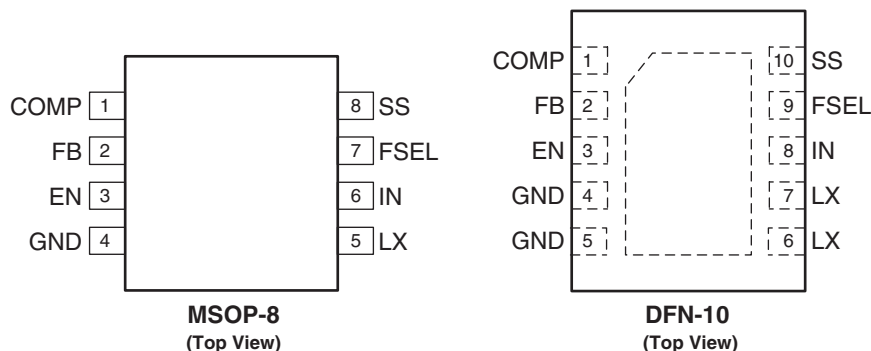 COMP 1
FB 2
EN 3
GND 4
8 SS
7 FSEL
6 IN
5 LX
MSOP-8
(Top View)
COMP 1
FB 2
EN 3
GND 4
GND 5
10 SS
9 FSEL
8 IN
7 LX
6 LX
DFN-10
(Top View)